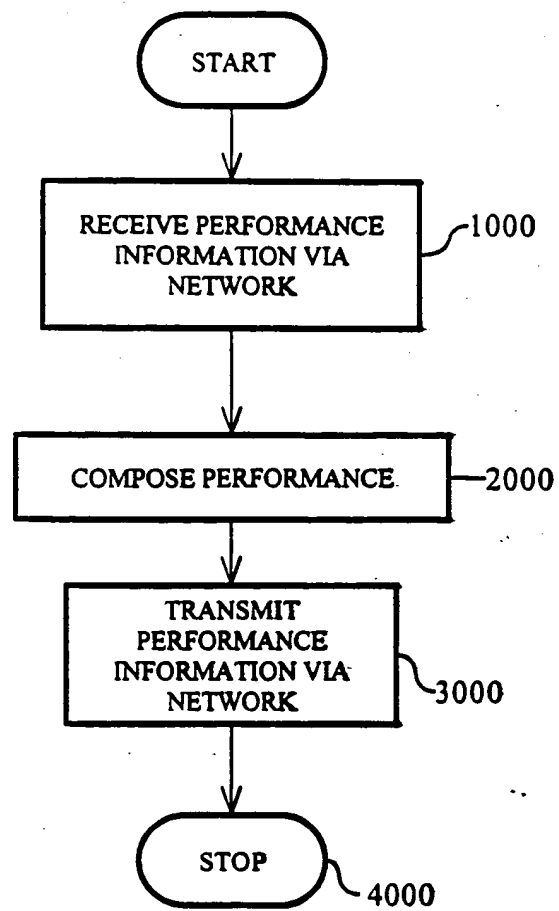 START
RECEIVE PERFORMANCE
INFORMATION VIA
NETWORK
1000
COMPOSE PERFORMANCE
2000
TRANSMIT
PERFORMANCE
INFORMATION VIA
NETWORK
3000
STOP
4000